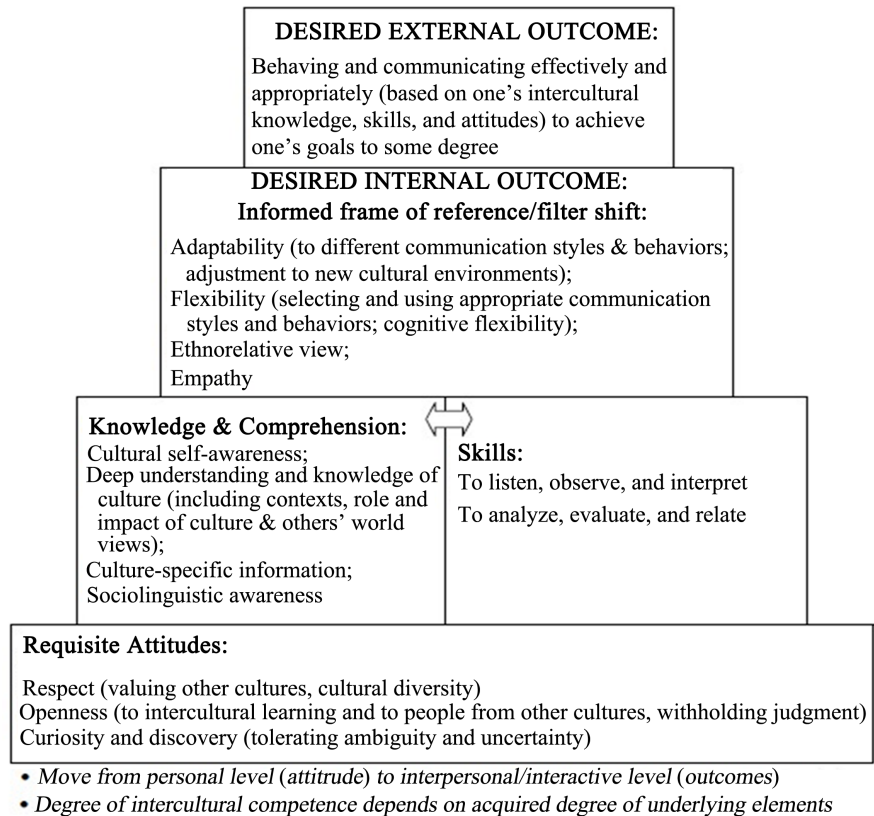 DESIRED EXTERNAL OUTCOME:
Behaving and communicating effectively and
appropriately (based on one's intercultural
knowledge, skills, and attitudes) to achieve
one's goals to some degree
DESIRED INTERNAL OUTCOME:
Informed frame of reference/filter shift:
Adaptability (to different communication styles & behaviors;
adjustment to new cultural environments);
Flexibility (selecting and using appropriate communication
styles and behaviors; cognitive flexibility);
Ethnorelative view;
Empathy
Knowledge & Comprehension:
Cultural self-awareness;
Deep understanding and knowledge of
culture (including contexts, role and
impact of culture & others' world
views);
Culture-specific information;
Sociolinguistic awareness
Skills:
To listen, observe, and interpret
To analyze, evaluate, and relate
Requisite Attitudes:
Respect (valuing other cultures, cultural diversity)
Openness (to intercultural learning and to people from other cultures, withholding judgment)
Curiosity and discovery (tolerating ambiguity and uncertainty)
• Move from personal level (attitude) to interpersonal/interactive level (outcomes)
• Degree of intercultural competence depends on acquired degree of underlying elements